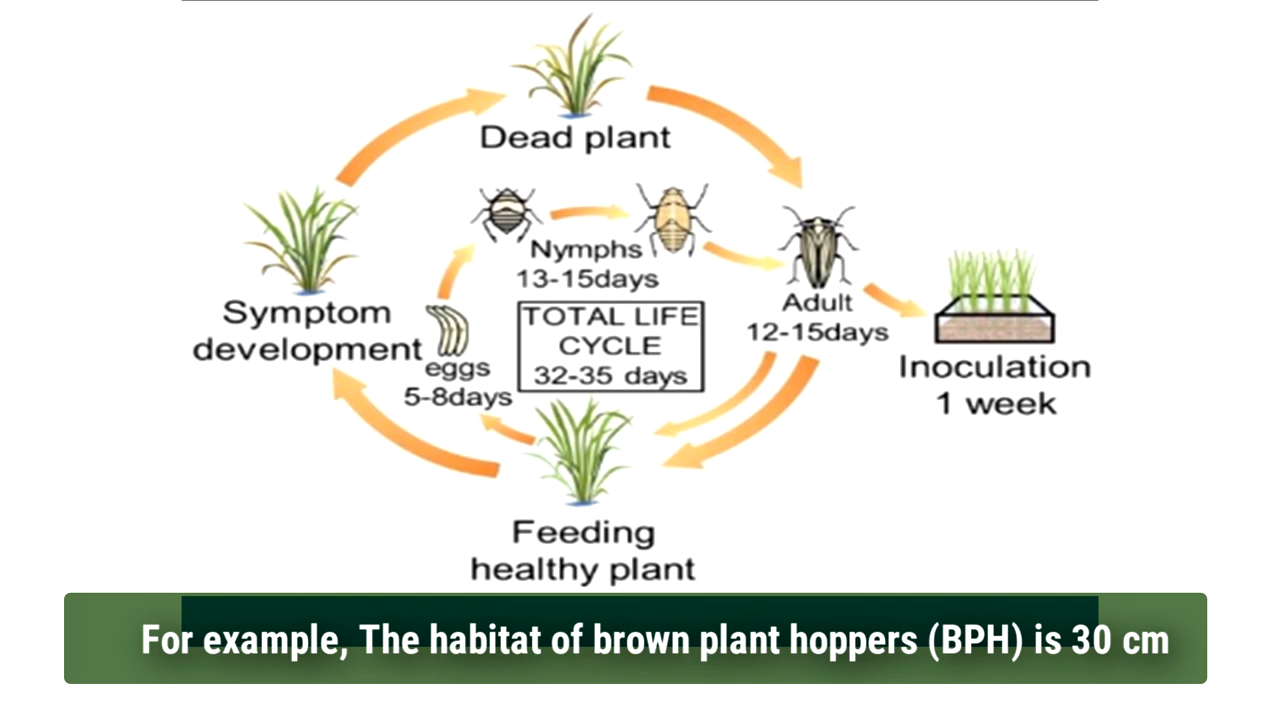 Dead plant
Nymphs
13-15days
Adult
12-15days
TOTAL LIFE
CYCLE
32-35 days
Symptom
development
eggs
5-8days
Inoculation
1 week
Feeding
healthy plant
For example, The habitat of brown plant hoppers (BPH) is 30 cm